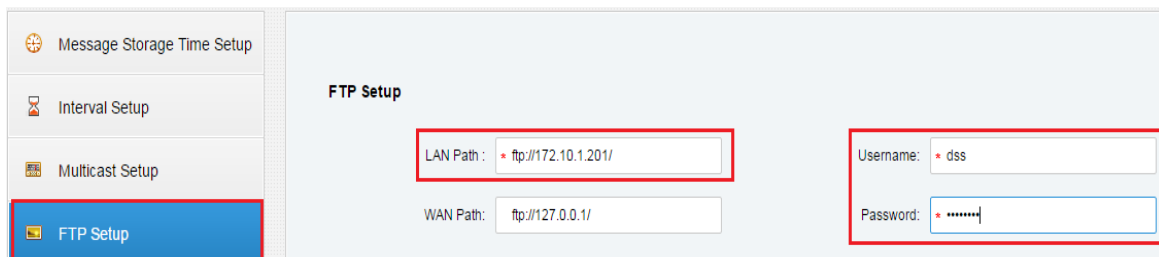 Message Storage Time Setup
Interval Setup
Multicast Setup
FTP Setup
FTP Setup
LAN Path : * ftp://172.10.1.201/
Username: * dss
WAN Path: ftp://127.0.0.1/
Password: * ••••••••